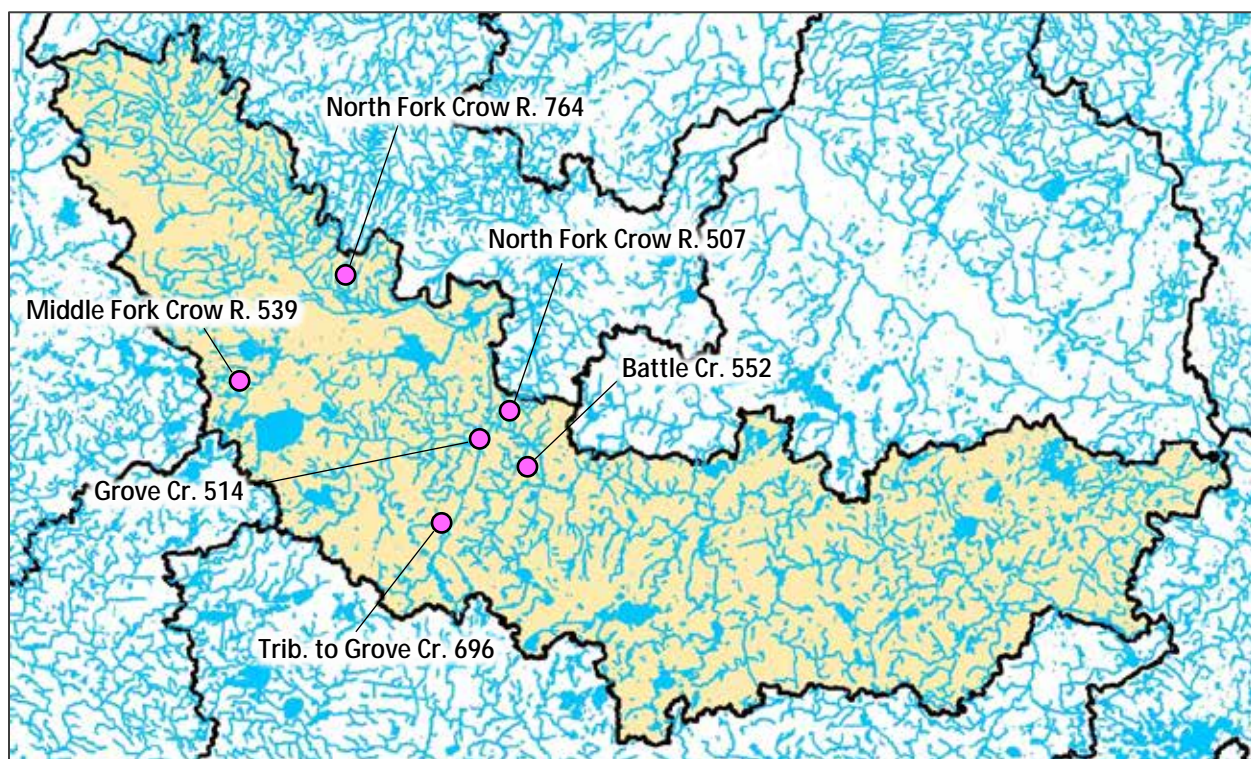 North Fork Crow R. 764
North Fork Crow R. 507
Middle Fork Crow R. 539
Battle Cr. 552
Grove Cr. 514
Trib. to Grove Cr. 696